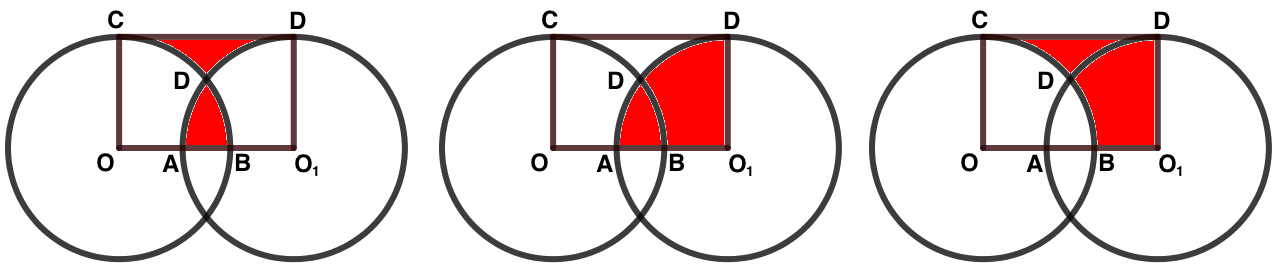 C D C D C D
D D D
O A B O₁ O A B O₁ O A B O₁